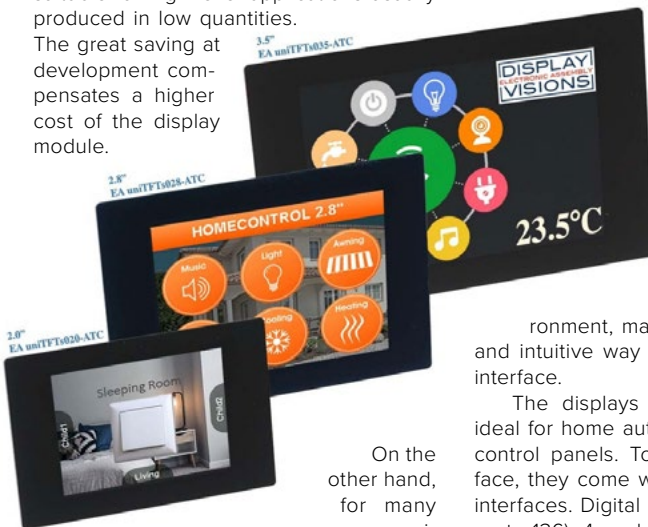 produced in low quantities.
The great saving at
development com-
pensates a higher
cost of the display
module.
3.5"
EA uniTFTs035-ATC
DISPLAY
ELECTRONIC ASSEMBLY
VISIONS
23.5°C
2.8"
EA uniTFTs028-ATC
HOMECONTROL 2.8"
Music
Light
Awning
Cooling
Heating
2.0"
EA uniTFTs020-ATC
Sleeping Room
Child1
Child2
Living
On the
other hand,
for many
ronment, ma
and intuitive way
interface.
The displays
ideal for home aut
control panels. To
face, they come w
interfaces. Digital